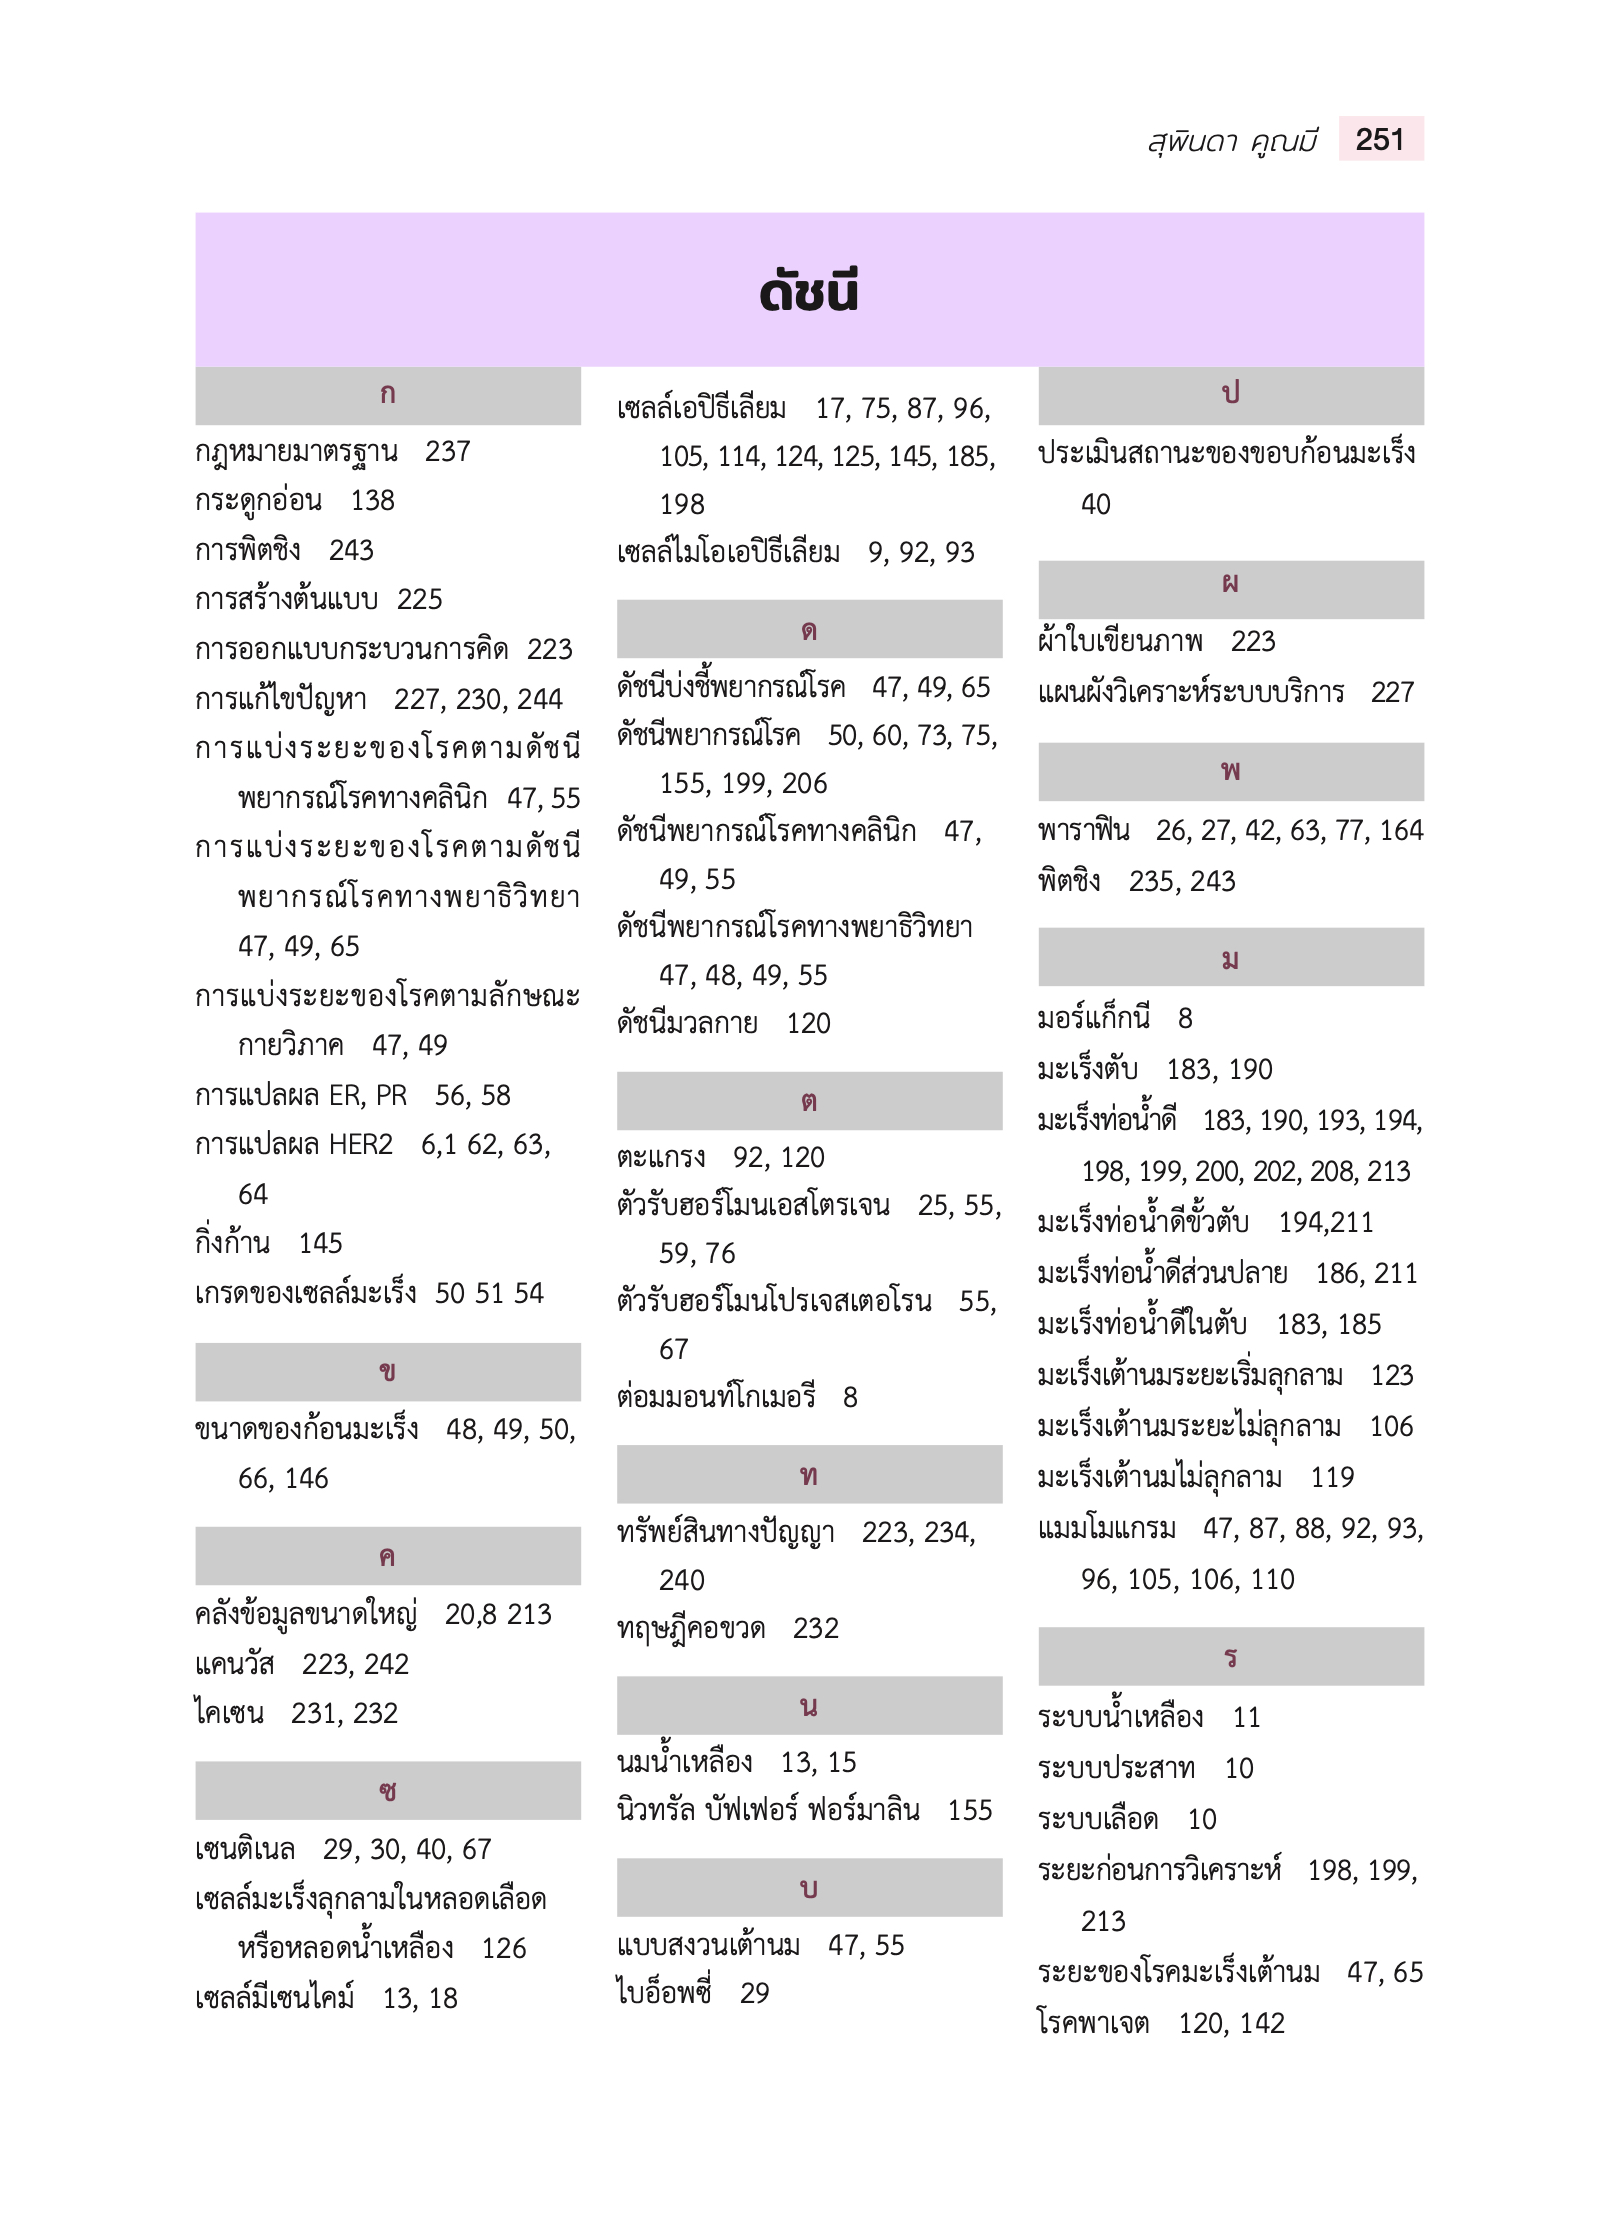 สุพินดา คูณมี 251
ดัชนี
ก
กฎหมายมาตรฐาน 237
กระดูกอ่อน 138
การพิตชิง 243
การสร้างต้นแบบ 225
การออกแบบกระบวนการคิด 223
การแก้ไขปัญหา 227, 230, 244
การแบ่งระยะของโรคตามดัชนี
พยากรณ์โรคทางคลินิก 47, 55
การแบ่งระยะของโรคตามดัชนี
พยากรณ์โรคทางพยาธิวิทยา
47, 49, 65
การแบ่งระยะของโรคตามลักษณะ
กายวิภาค 47, 49
การแปลผล ER, PR 56, 58
การแปลผล HER2 6,1 62, 63,
64
กิ่งก้าน 145
เกรดของเซลล์มะเร็ง 50 51 54
ข
ขนาดของก้อนมะเร็ง 48, 49, 50,
66, 146
ค
คลังข้อมูลขนาดใหญ่ 20,8 213
แคนวัส 223, 242
ไคเซน 231, 232
ซ
เซนติเนล 29, 30, 40, 67
เซลล์มะเร็งลุกลามในหลอดเลือด
หรือหลอดน้ำเหลือง 126
เซลล์มีเซนไคม์ 13, 18
เซลล์เอปิธีเลียม 17, 75, 87, 96,
105, 114, 124, 125, 145, 185,
198
เซลล์ไมโอเอปิธีเลียม 9, 92, 93
ด
ดัชนีบ่งชี้พยากรณ์โรค 47, 49, 65
ดัชนีพยากรณ์โรค 50, 60, 73, 75,
155, 199, 206
ดัชนีพยากรณ์โรคทางคลินิก 47,
49, 55
ดัชนีพยากรณ์โรคทางพยาธิวิทยา
47, 48, 49, 55
ดัชนีมวลกาย 120
ต
ตะแกรง 92, 120
ตัวรับฮอร์โมนเอสโตรเจน 25, 55,
59, 76
ตัวรับฮอร์โมนโปรเจสเตอโรน 55,
67
ต่อมมอนท์โกเมอรี 8
ท
ทรัพย์สินทางปัญญา 223, 234,
240
ทฤษฎีคอขวด 232
น
นมน้ำเหลือง 13, 15
นิวทรัล บัฟเฟอร์ ฟอร์มาลิน 155
บ
แบบสงวนเต้านม 47, 55
ไบอ็อพซี่ 29
ป
ประเมินสถานะของขอบก้อนมะเร็ง
40
ผ
ผ้าใบเขียนภาพ 223
แผนผังวิเคราะห์ระบบบริการ 227
พ
พาราฟิน 26, 27, 42, 63, 77, 164
พิตชิง 235, 243
ม
มอร์แก็กนี 8
มะเร็งตับ 183, 190
มะเร็งท่อน้ำดี 183, 190, 193, 194,
198, 199, 200, 202, 208, 213
มะเร็งท่อน้ำดีขั้วตับ 194,211
มะเร็งท่อน้ำดีส่วนปลาย 186, 211
มะเร็งท่อน้ำดีในตับ 183, 185
มะเร็งเต้านมระยะเริ่มลุกลาม 123
มะเร็งเต้านมระยะไม่ลุกลาม 106
มะเร็งเต้านมไม่ลุกลาม 119
แมมโมแกรม 47, 87, 88, 92, 93,
96, 105, 106, 110
ร
ระบบน้ำเหลือง 11
ระบบประสาท 10
ระบบเลือด 10
ระยะก่อนการวิเคราะห์ 198, 199,
213
ระยะของโรคมะเร็งเต้านม 47, 65
โรคพาเจต 120, 142